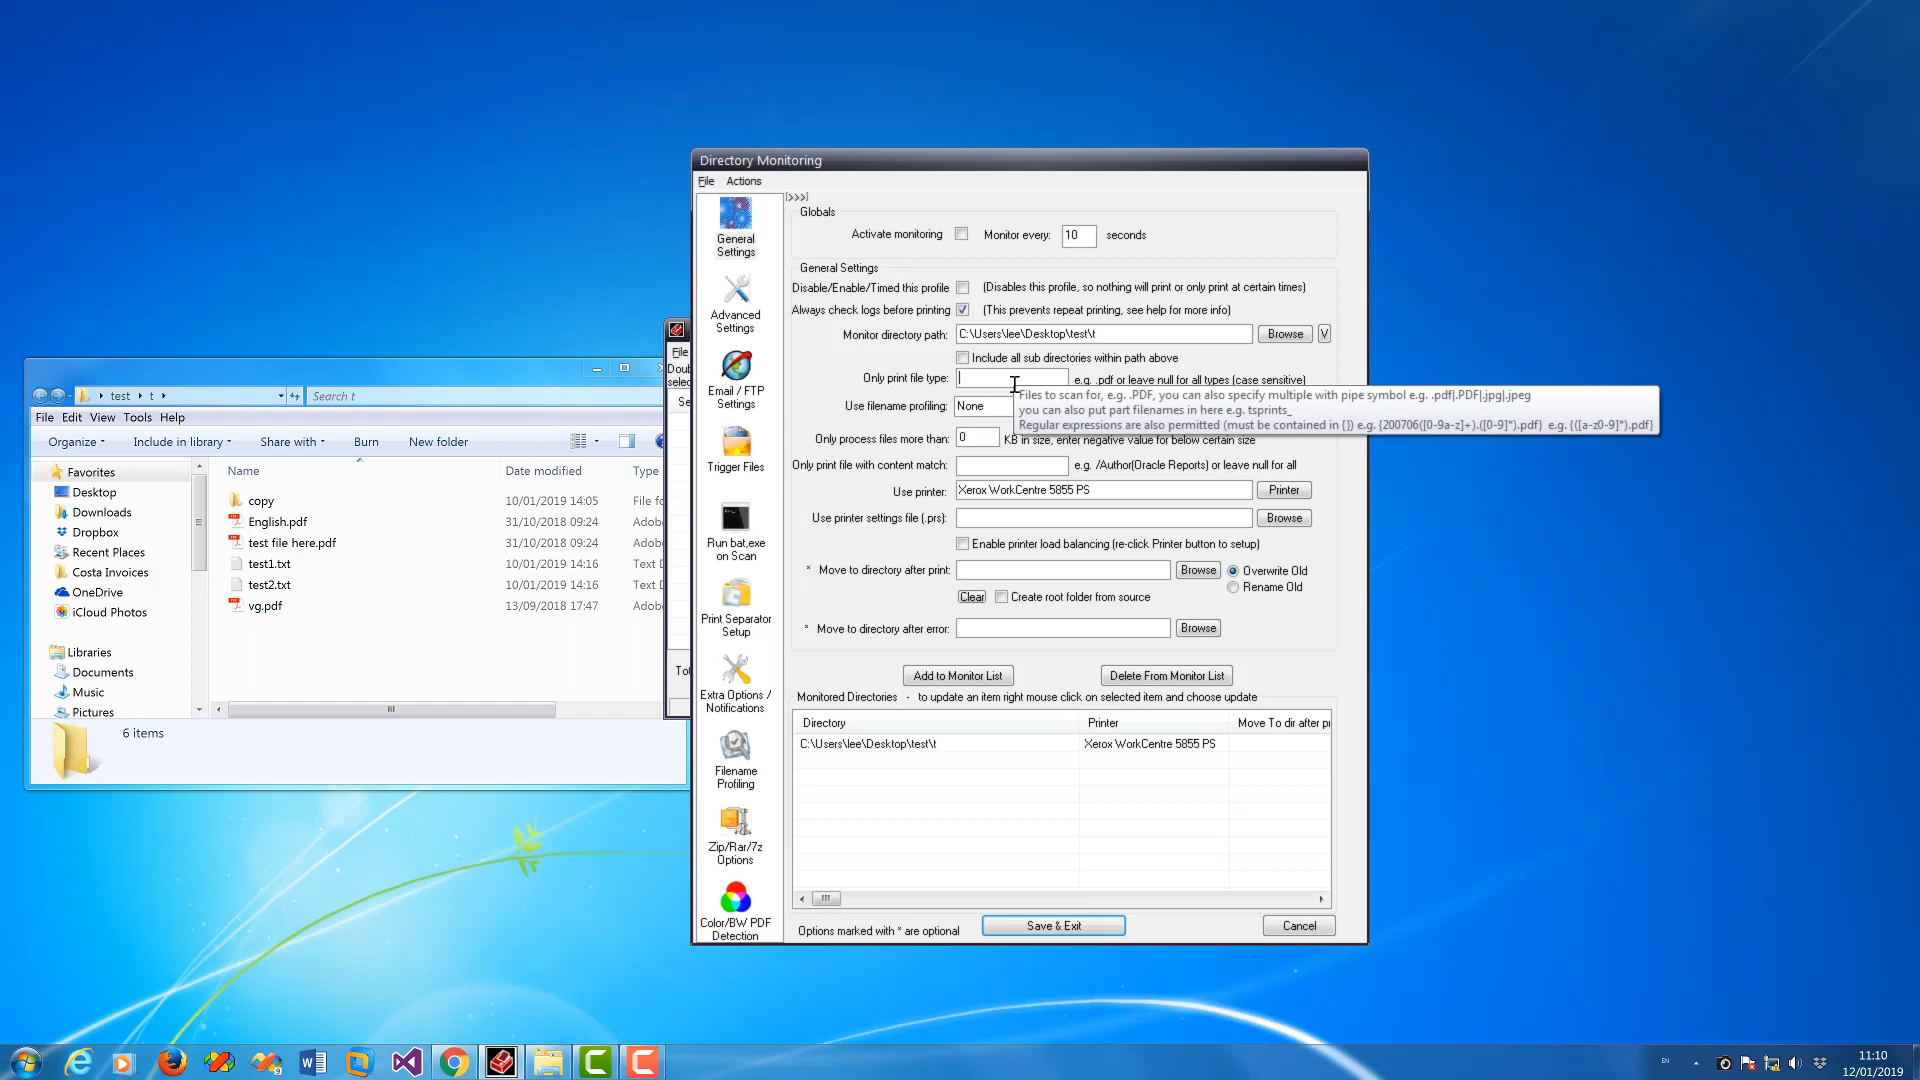 Directory Monitoring
File Actions
[>>>]
General
Settings
Advanced
Settings
Email / FTP
Settings
Trigger Files
Run bat,exe
on Scan
Print Separator
Setup
Extra Options /
Notifications
Filename
Profiling
Zip/Rar/7z
Options
Color/BW PDF
Detection
Globals
Activate monitoring Monitor every: 10 seconds
General Settings
Disable/Enable/Timed this profile (Disables this profile, so nothing will print or only print at certain times)
Always check logs before printing (This prevents repeat printing, see help for more info)
Monitor directory path: C:\Users\lee\Desktop\test\t Browse V
Include all sub directories within path above
Only print file type: e.g. .pdf or leave null for all types (case sensitive)
Files to scan for, e.g. .PDF, you can also specify multiple with pipe symbol e.g. .pdf|.PDF|.jpg|.jpeg
you can also put part filenames in here e.g. tsprints_
Regular expressions are also permitted (must be contained in {}) e.g. {200706([0-9a-z]+).([0-9]*).pdf} e.g. {([a-z0-9]*).pdf}
Use filename profiling: None
Only process files more than: 0 KB in size, enter negative value for below certain size
Only print file with content match: e.g. /Author(Oracle Reports) or leave null for all
Use printer: Xerox WorkCentre 5855 PS Printer
Use printer settings file (.prs): Browse
Enable printer load balancing (re-click Printer button to setup)
* Move to directory after print: Browse Overwrite Old
Rename Old
Clear Create root folder from source
* Move to directory after error: Browse
Add to Monitor List Delete From Monitor List
Monitored Directories - to update an item right mouse click on selected item and choose update
Directory Printer Move To dir after pr
C:\Users\lee\Desktop\test\t Xerox WorkCentre 5855 PS
Options marked with * are optional Save & Exit Cancel
File
Doub
selec
Se
Tot
test t Search t
File Edit View Tools Help
Organize Include in library Share with Burn New folder
Favorites
Desktop
Downloads
Dropbox
Recent Places
Costa Invoices
OneDrive
iCloud Photos
Libraries
Documents
Music
Pictures
Name Date modified Type
copy 10/01/2019 14:05 File fo
English.pdf 31/10/2018 09:24 Adobe
test file here.pdf 31/10/2018 09:24 Adobe
test1.txt 10/01/2019 14:16 Text D
test2.txt 10/01/2019 14:16 Text D
vg.pdf 13/09/2018 17:47 Adobe
6 items
EN
11:10
12/01/2019